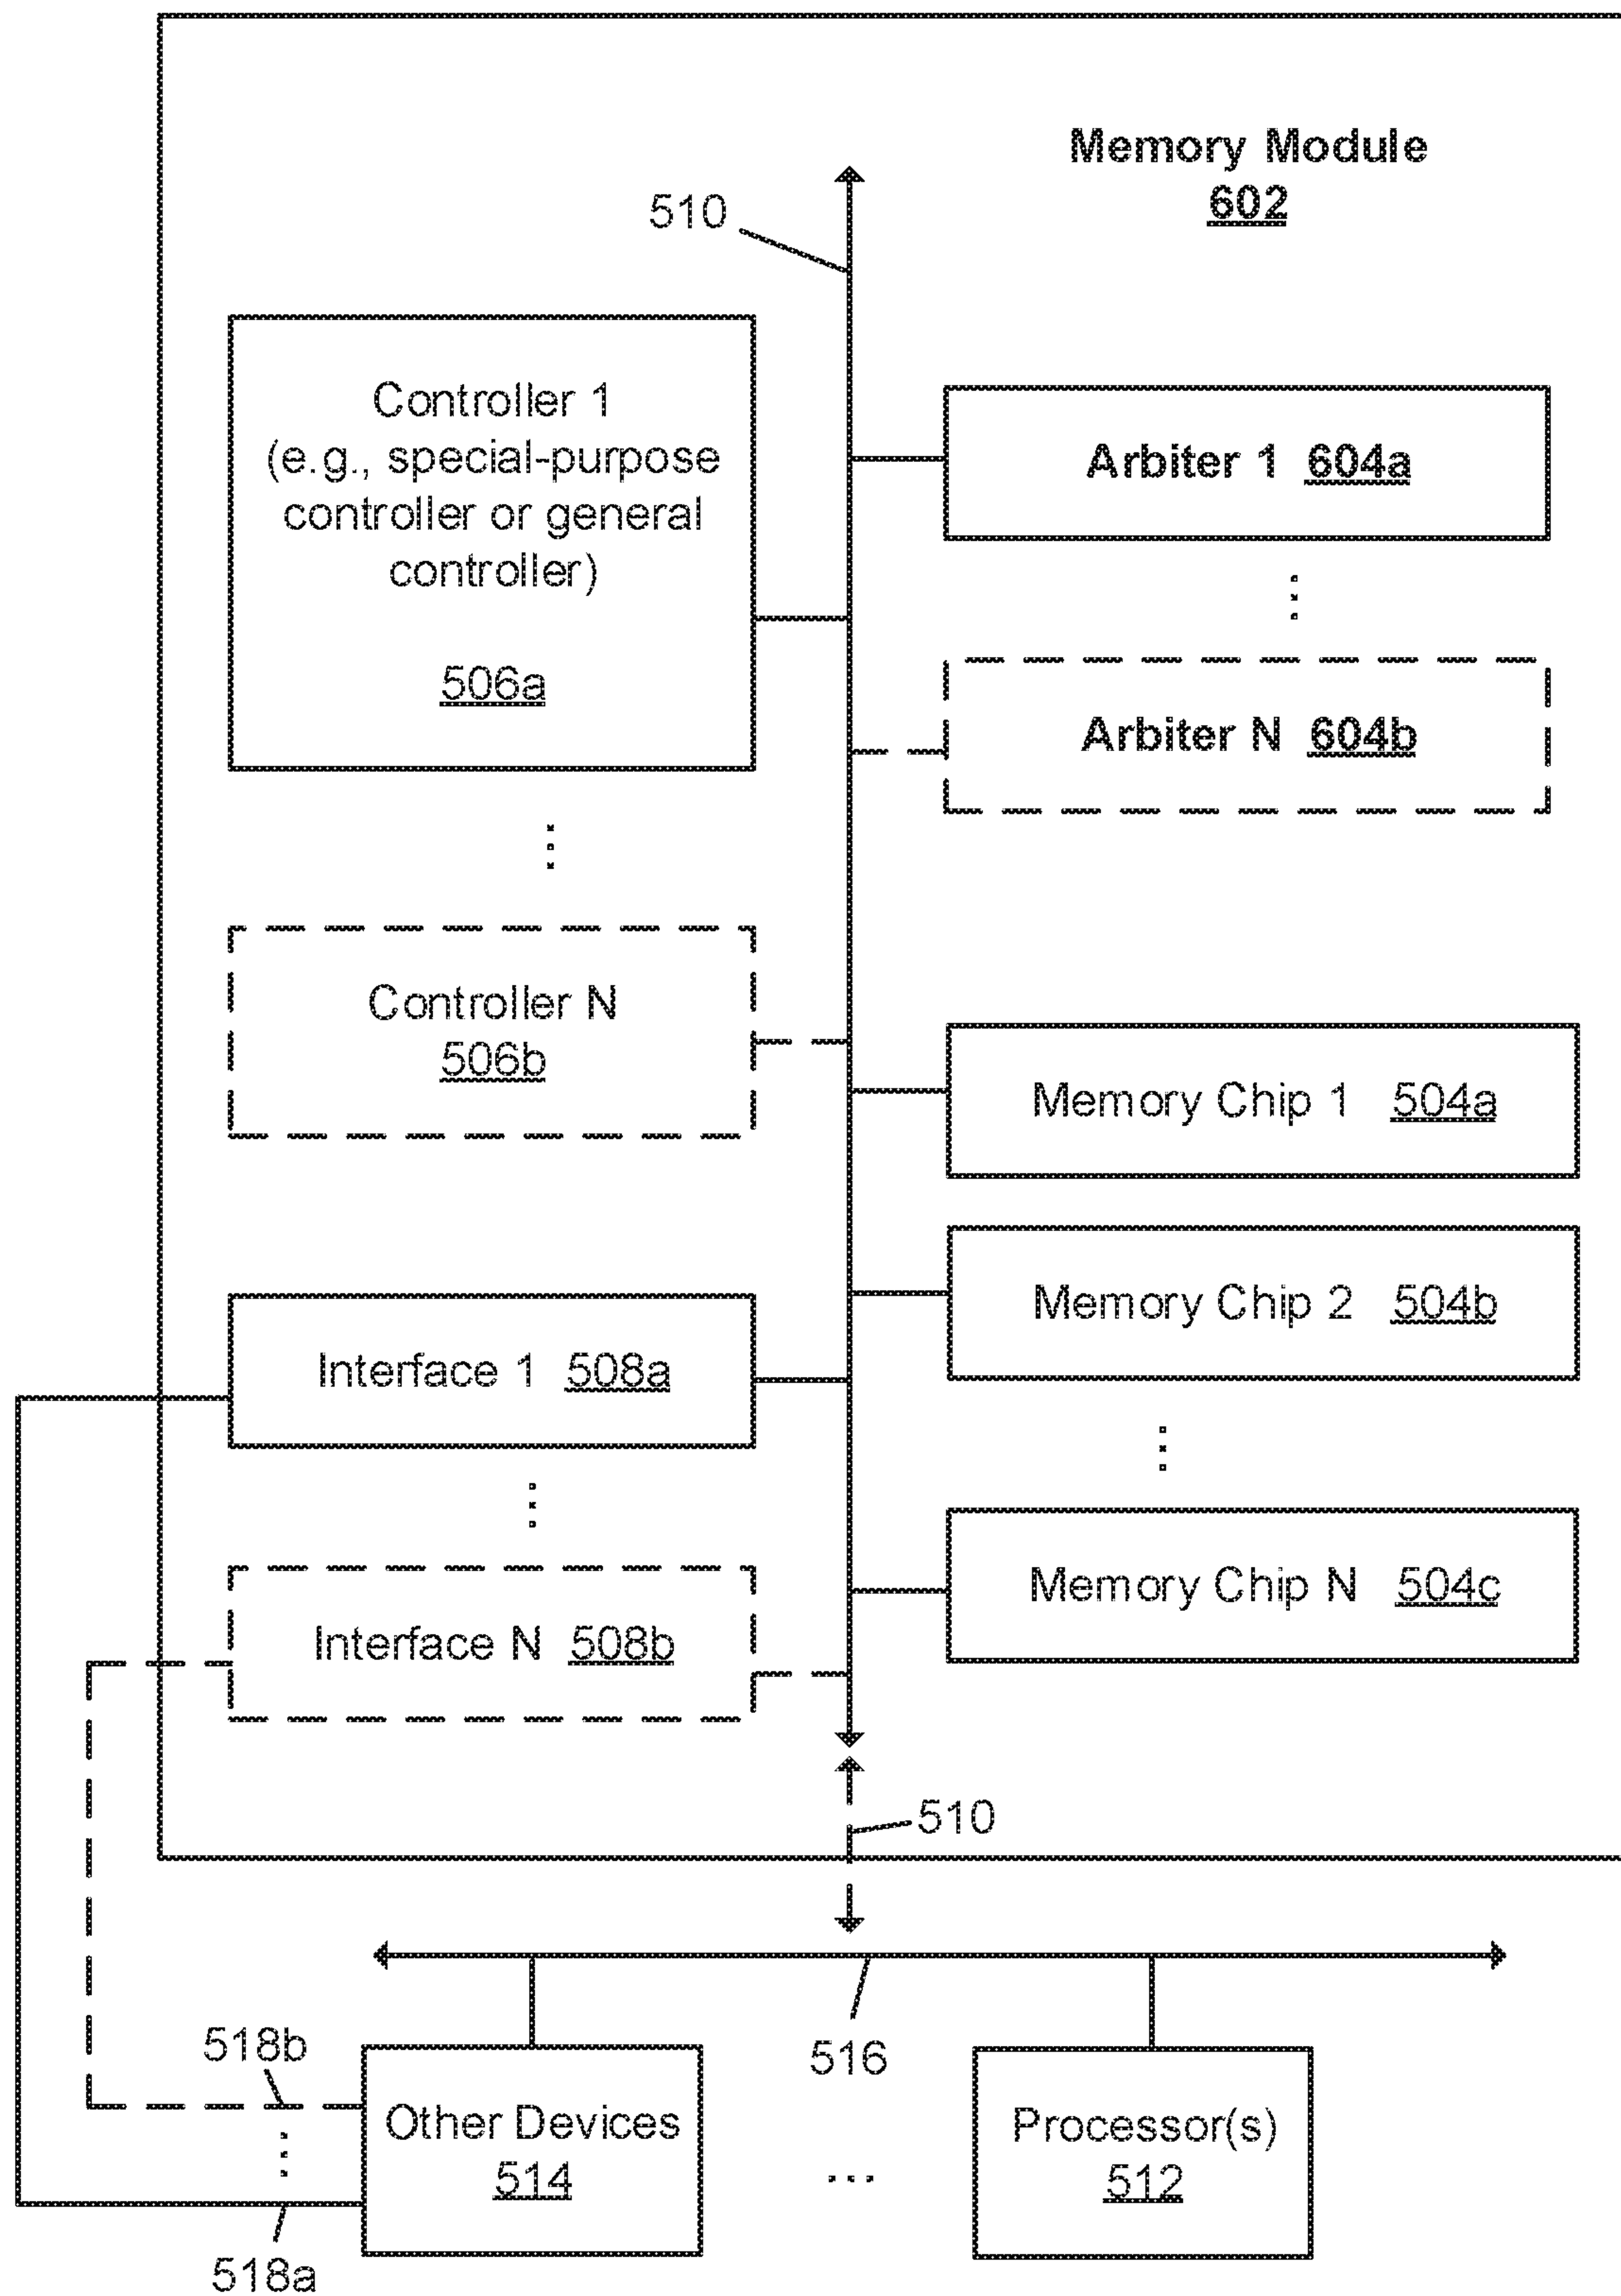 Memory Module
602
510
Controller 1
(e.g., special-purpose
controller or general
controller)
506a
Arbiter 1 604a
Arbiter N 604b
Controller N
506b
Memory Chip 1 504a
Memory Chip 2 504b
Interface 1 508a
Memory Chip N 504c
Interface N 508b
510
516
518b
Other Devices
514
Processor(s)
512
518a